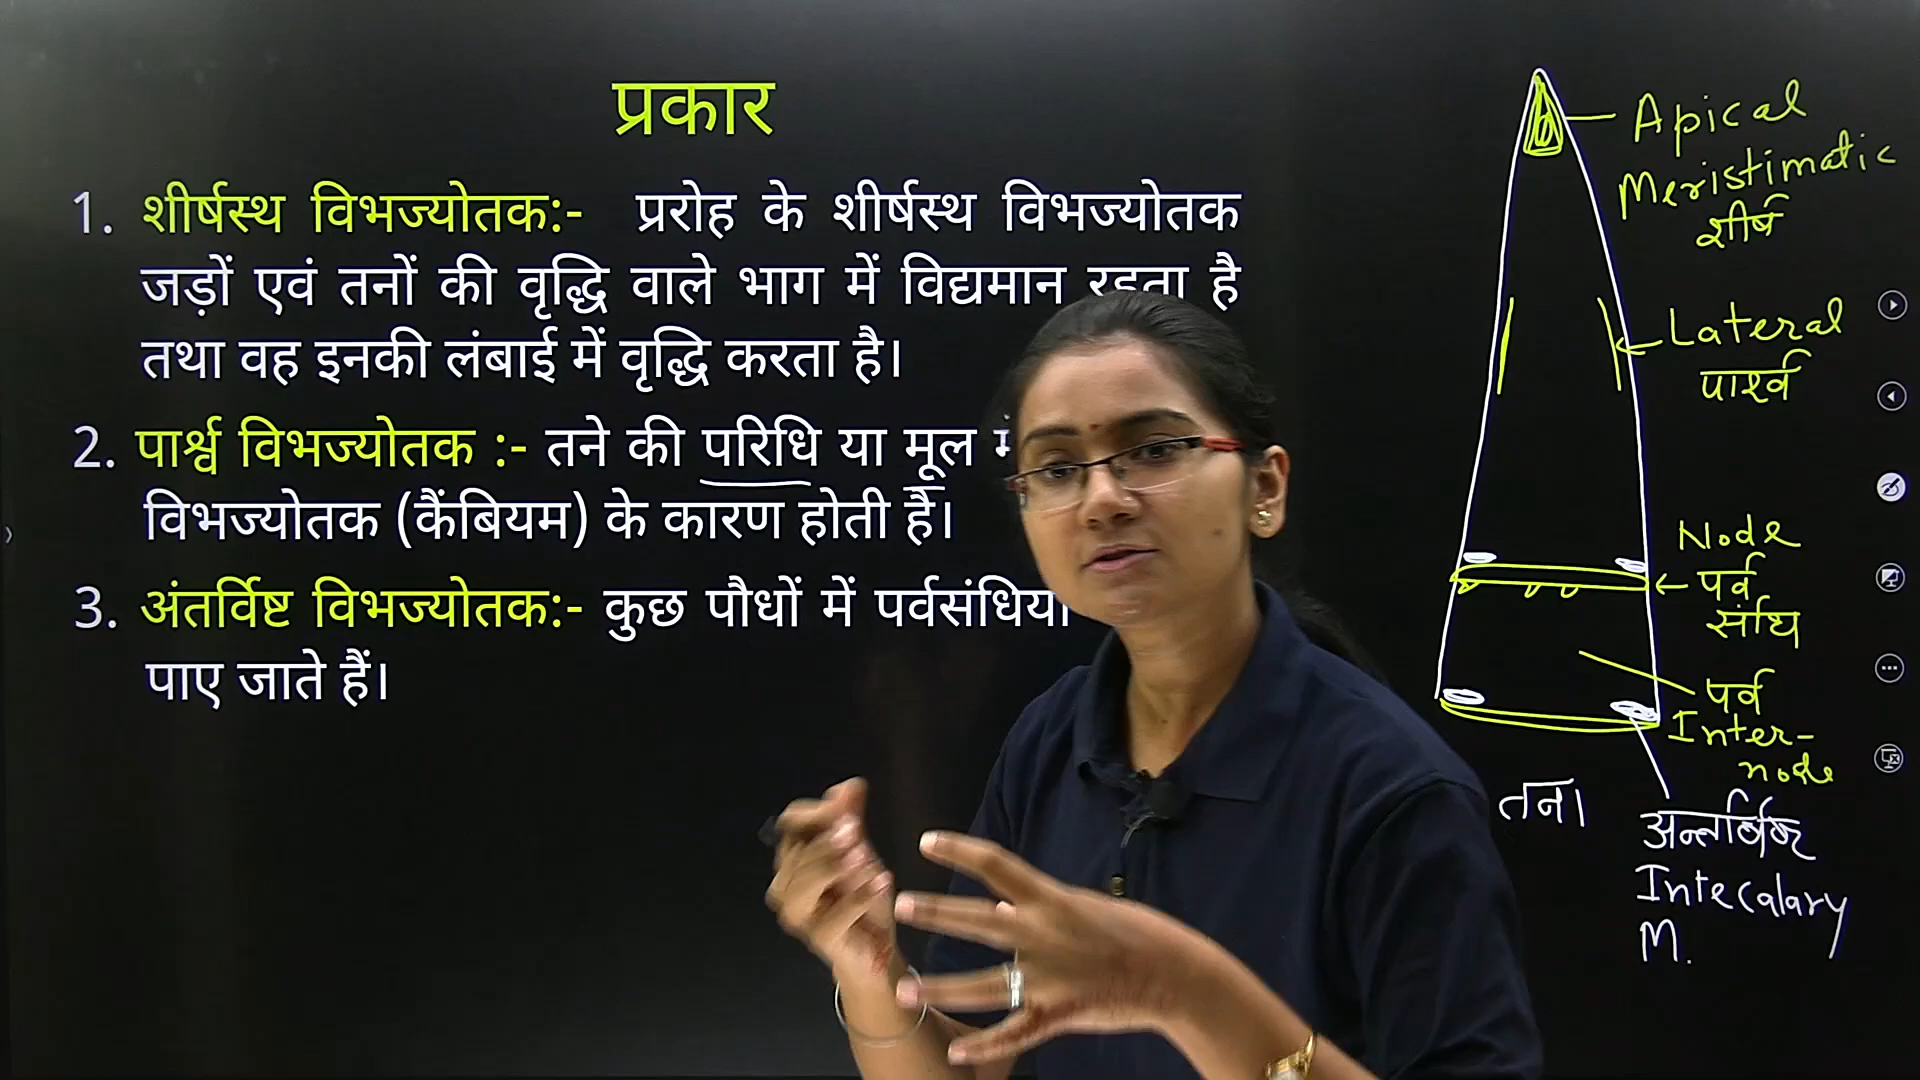 प्रकार
1. शीर्षस्थ विभज्योतक:- प्ररोह के शीर्षस्थ विभज्योतक
जड़ों एवं तनों की वृद्धि वाले भाग में विद्यमान रहता है
तथा वह इनकी लंबाई में वृद्धि करता है।
2. पार्श्व विभज्योतक :- तने की परिधि या मूल में
विभज्योतक (कैंबियम) के कारण होती है।
3. अंतर्विष्ट विभज्योतक:- कुछ पौधों में पर्वसंधियों
पाए जाते हैं।
Apical
Meristimatic
शीर्ष
Lateral
पार्श्व
Node
पर्व
संधि
पर्व
Inter-
node
तना
Intecalary
M.